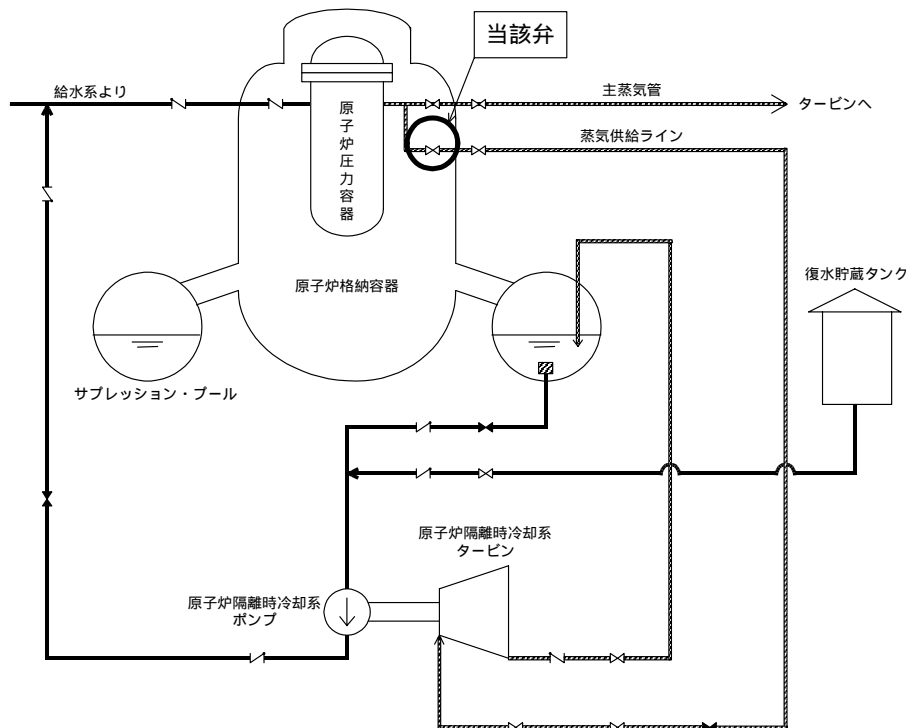 当該弁
給水系より
主蒸気管
タービンへ
蒸気供給ライン
原子炉圧力容器
原子炉格納容器
復水貯蔵タンク
サプレッション・プール
原子炉隔離時冷却系
タービン
原子炉隔離時冷却系
ポンプ